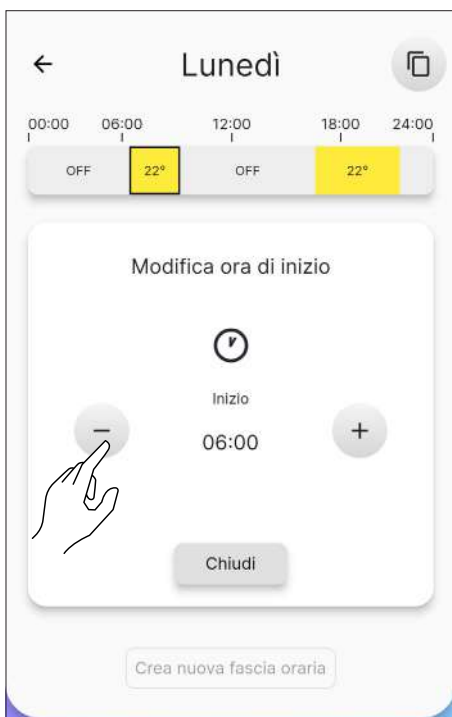 Lunedì
00:00 06:00 12:00 18:00 24:00
OFF 22° OFF 22°
Modifica ora di inizio
Inizio
06:00
Chiudi
Crea nuova fascia oraria